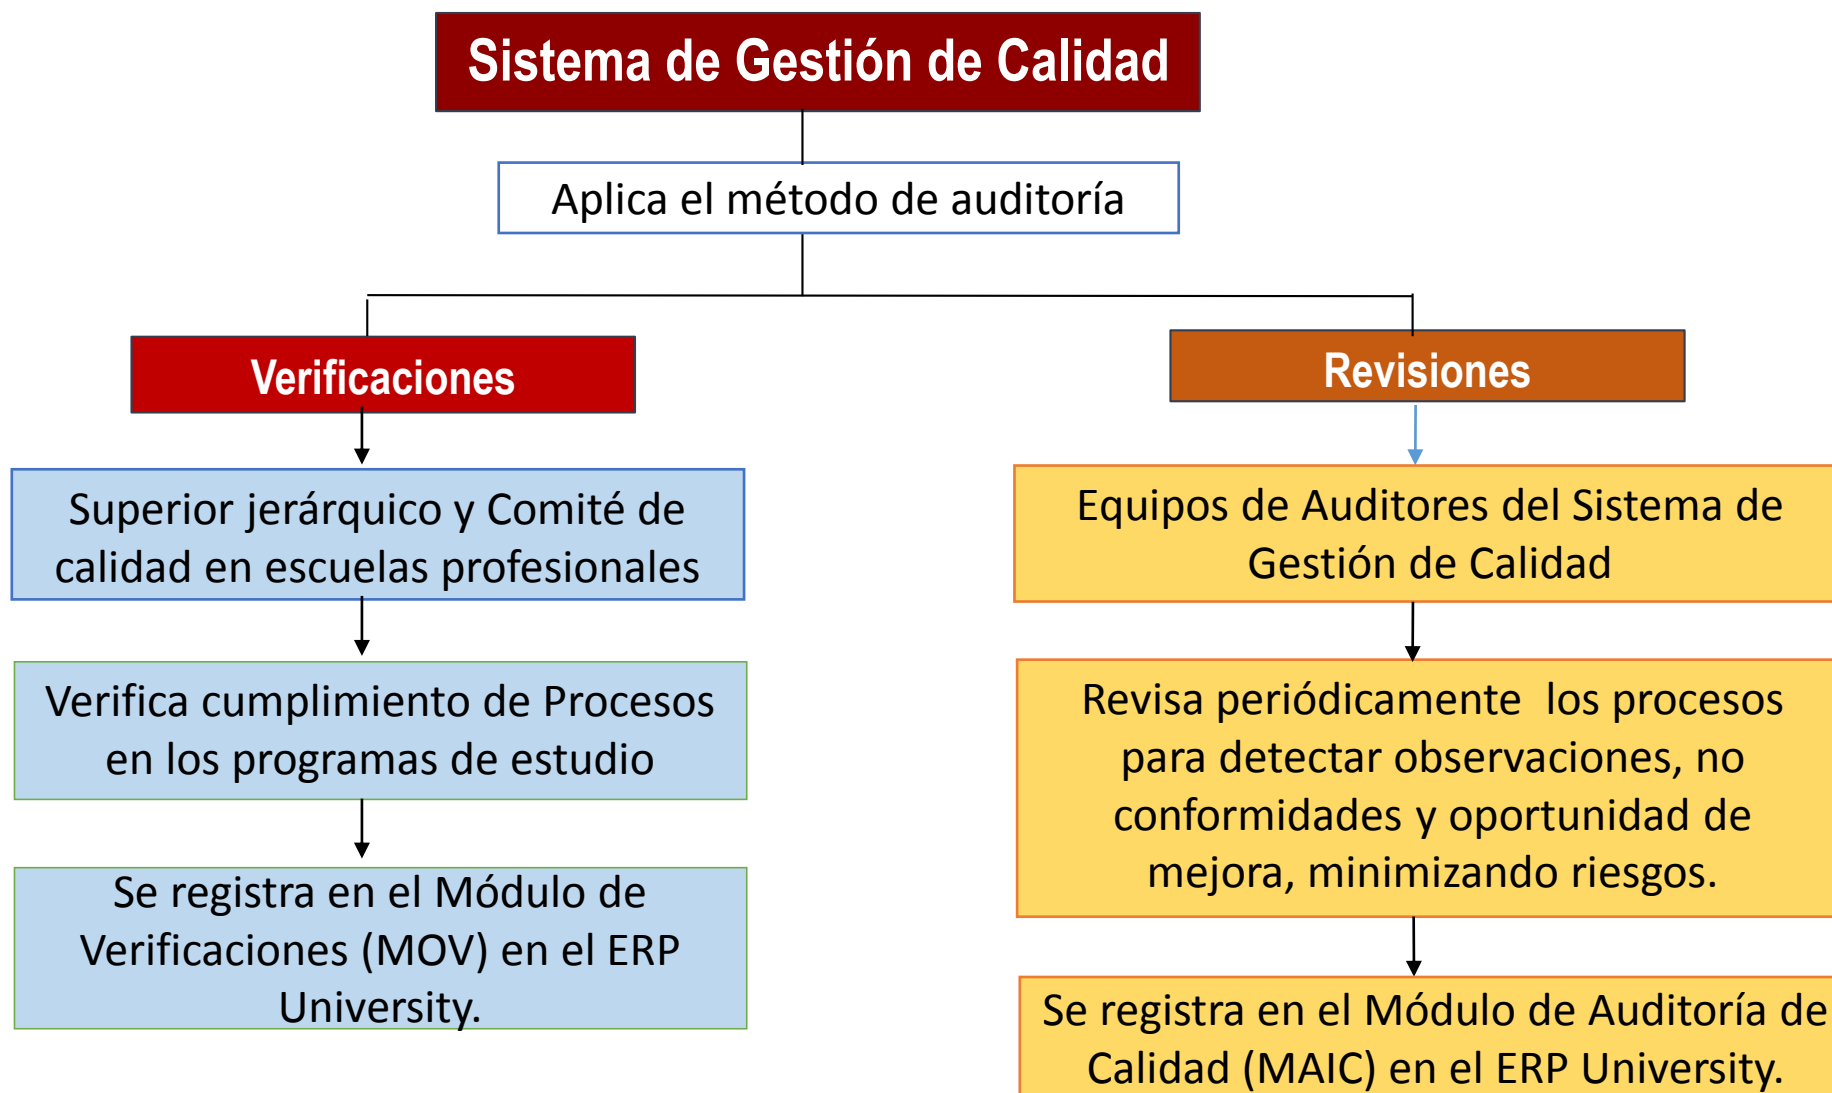 Sistema de Gestión de Calidad
Aplica el método de auditoría
Verificaciones
Superior jerárquico y Comité de
calidad en escuelas profesionales
Verifica cumplimiento de Procesos
en los programas de estudio
Se registra en el Módulo de
Verificaciones (MOV) en el ERP
University.
Revisiones
Equipos de Auditores del Sistema de
Gestión de Calidad
Revisa periódicamente los procesos
para detectar observaciones, no
conformidades y oportunidad de
mejora, minimizando riesgos.
Se registra en el Módulo de Auditoría de
Calidad (MAIC) en el ERP University.